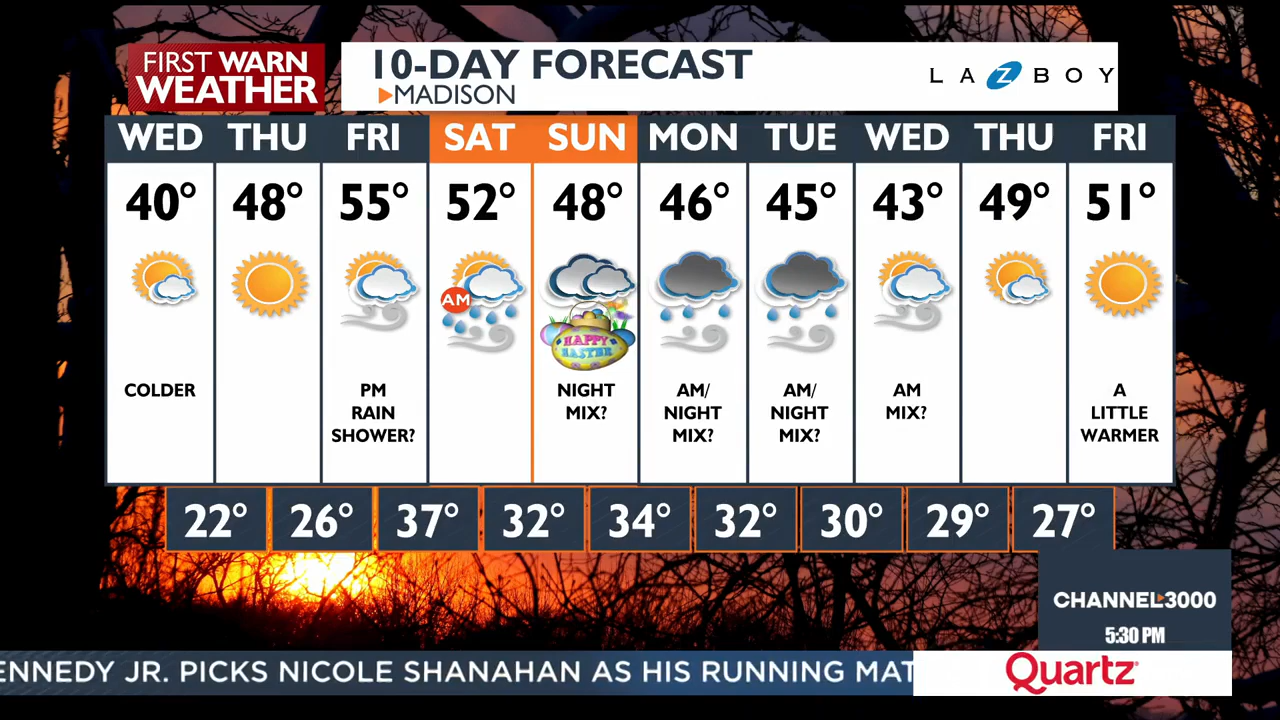 FIRST WARN
WEATHER
10-DAY FORECAST
MADISON
LA Z BOY
WED THU FRI SAT SUN MON TUE WED THU FRI
40° 48° 55° 52° 48° 46° 45° 43° 49° 51°
AM
HAPPY
EASTER
COLDER
PM
RAIN
SHOWER?
NIGHT
MIX?
AM/
NIGHT
MIX?
AM/
NIGHT
MIX?
AM
MIX?
A
LITTLE
WARMER
22° 26° 37° 32° 34° 32° 30° 29° 27°
CHANNEL3000
5:30 PM
ENNEDY JR. PICKS NICOLE SHANAHAN AS HIS RUNNING MAT
Quartz